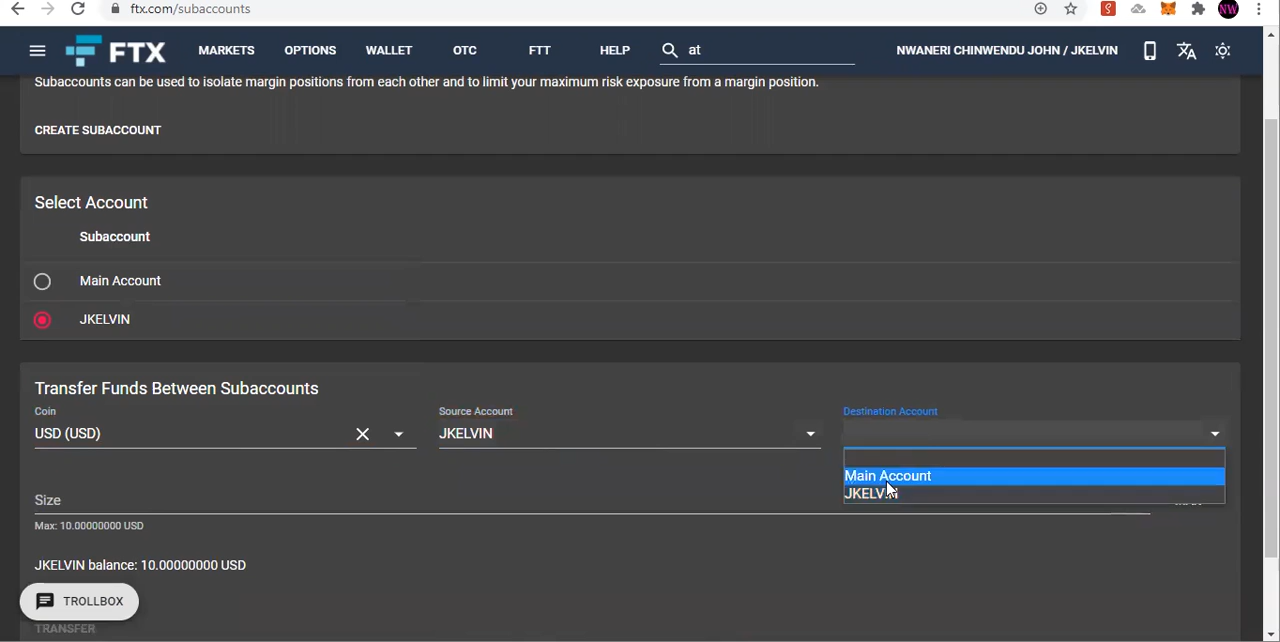 ftx.com/subaccounts
NW
FTX MARKETS OPTIONS WALLET OTC FTT HELP at NWANERI CHINWENDU JOHN / JKELVIN
Subaccounts can be used to isolate margin positions from each other and to limit your maximum risk exposure from a margin position.
CREATE SUBACCOUNT
Select Account
Subaccount
Main Account
JKELVIN
Transfer Funds Between Subaccounts
Coin Source Account Destination Account
USD (USD) JKELVIN
Main Account
JKELVIN
Size
Max: 10.00000000 USD
JKELVIN balance: 10.00000000 USD
TROLLBOX
TRANSFER